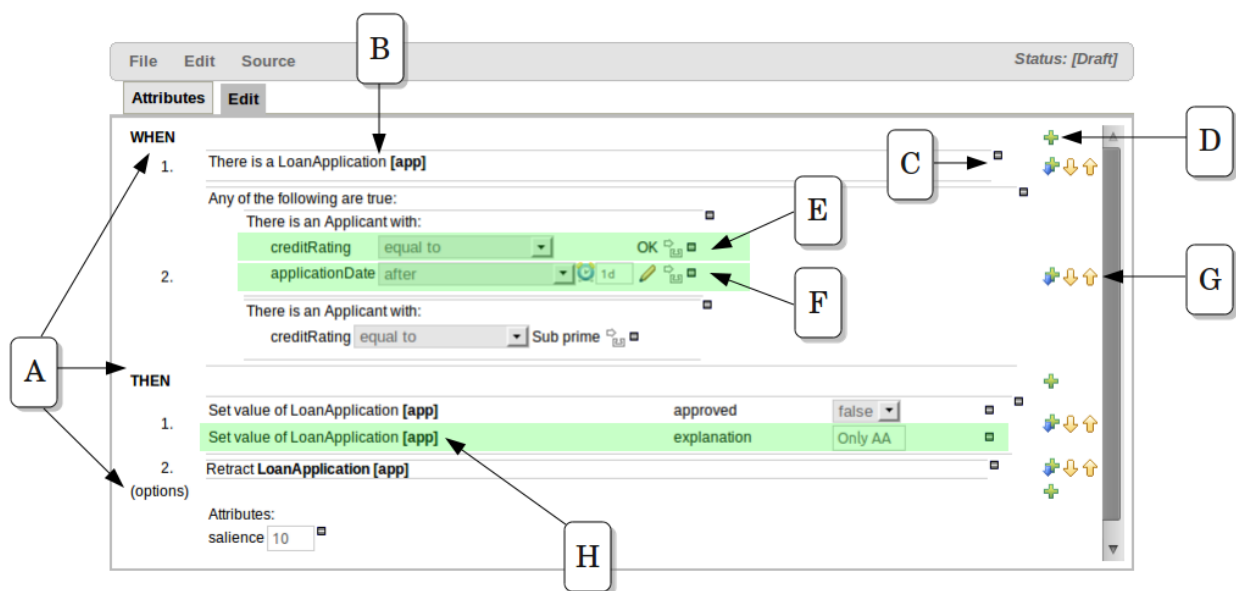 B
File Edit Source
Status: [Draft]
Attributes Edit
WHEN
D
1. There is a LoanApplication [app]
C
Any of the following are true:
There is an Applicant with:
E
creditRating equal to OK
2. applicationDate after 1d
G
F
There is an Applicant with:
creditRating equal to Sub prime
A
THEN
1. Set value of LoanApplication [app] approved false
Set value of LoanApplication [app] explanation Only AA
2. Retract LoanApplication [app]
(options)
Attributes:
salience 10
H